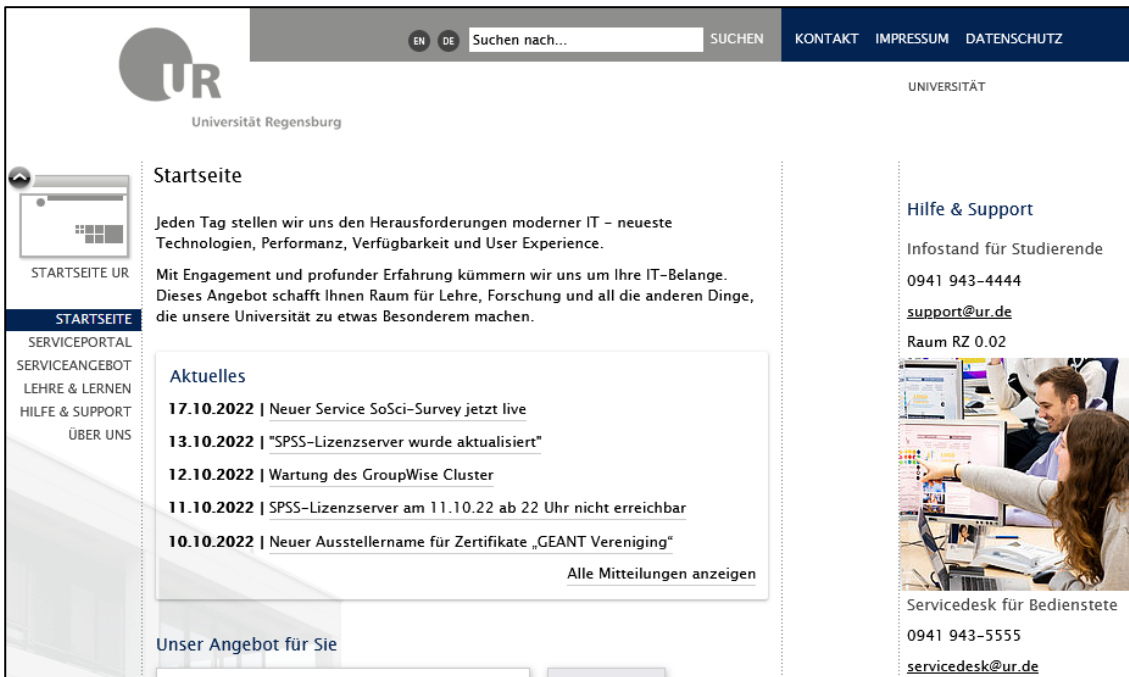 EN DE Suchen nach... SUCHEN KONTAKT IMPRESSUM DATENSCHUTZ
UR
Universität Regensburg
UNIVERSITÄT
STARTSEITE UR
STARTSEITE
SERVICEPORTAL
SERVICEANGEBOT
LEHRE & LERNEN
HILFE & SUPPORT
ÜBER UNS
Startseite
Jeden Tag stellen wir uns den Herausforderungen moderner IT – neueste
Technologien, Performanz, Verfügbarkeit und User Experience.
Mit Engagement und profunder Erfahrung kümmern wir uns um Ihre IT-Belange.
Dieses Angebot schafft Ihnen Raum für Lehre, Forschung und all die anderen Dinge,
die unsere Universität zu etwas Besonderem machen.
Aktuelles
17.10.2022 | Neuer Service SoSci-Survey jetzt live
13.10.2022 | "SPSS-Lizenzserver wurde aktualisiert"
12.10.2022 | Wartung des GroupWise Cluster
11.10.2022 | SPSS-Lizenzserver am 11.10.22 ab 22 Uhr nicht erreichbar
10.10.2022 | Neuer Ausstellername für Zertifikate „GEANT Vereniging“
Alle Mitteilungen anzeigen
Unser Angebot für Sie
Hilfe & Support
Infostand für Studierende
0941 943-4444
support@ur.de
Raum RZ 0.02
Servicedesk für Bedienstete
0941 943-5555
servicedesk@ur.de